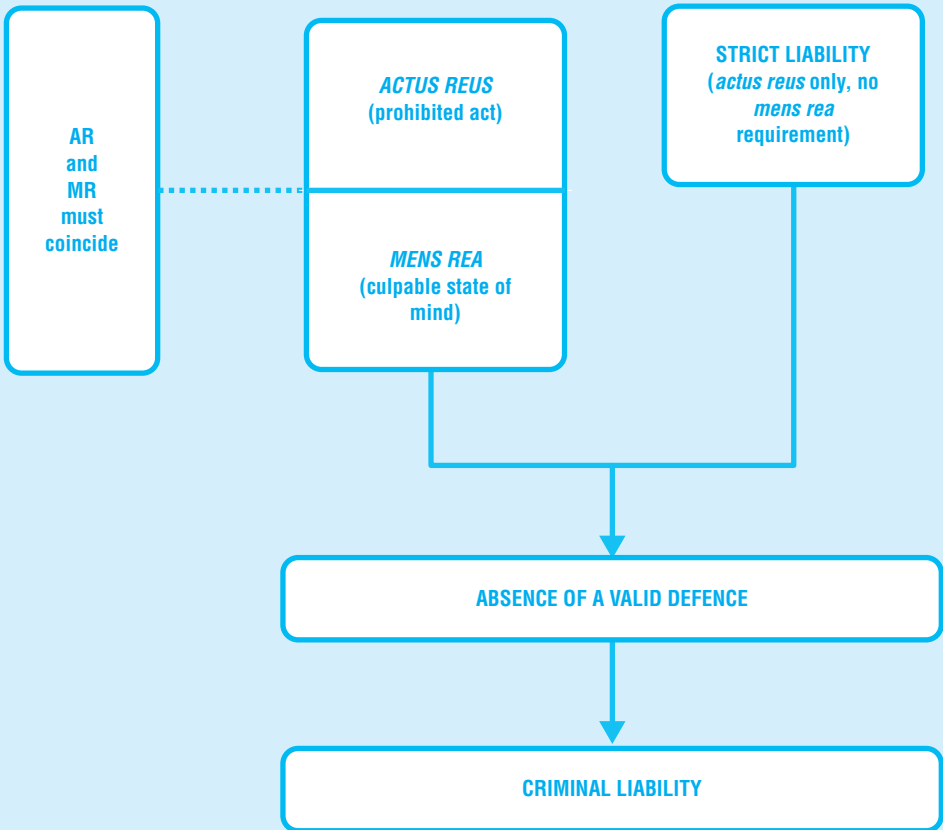 AR
and
MR
must
coincide
ACTUS REUS
(prohibited act)
MENS REA
(culpable state of
mind)
STRICT LIABILITY
(actus reus only, no
mens rea
requirement)
ABSENCE OF A VALID DEFENCE
CRIMINAL LIABILITY